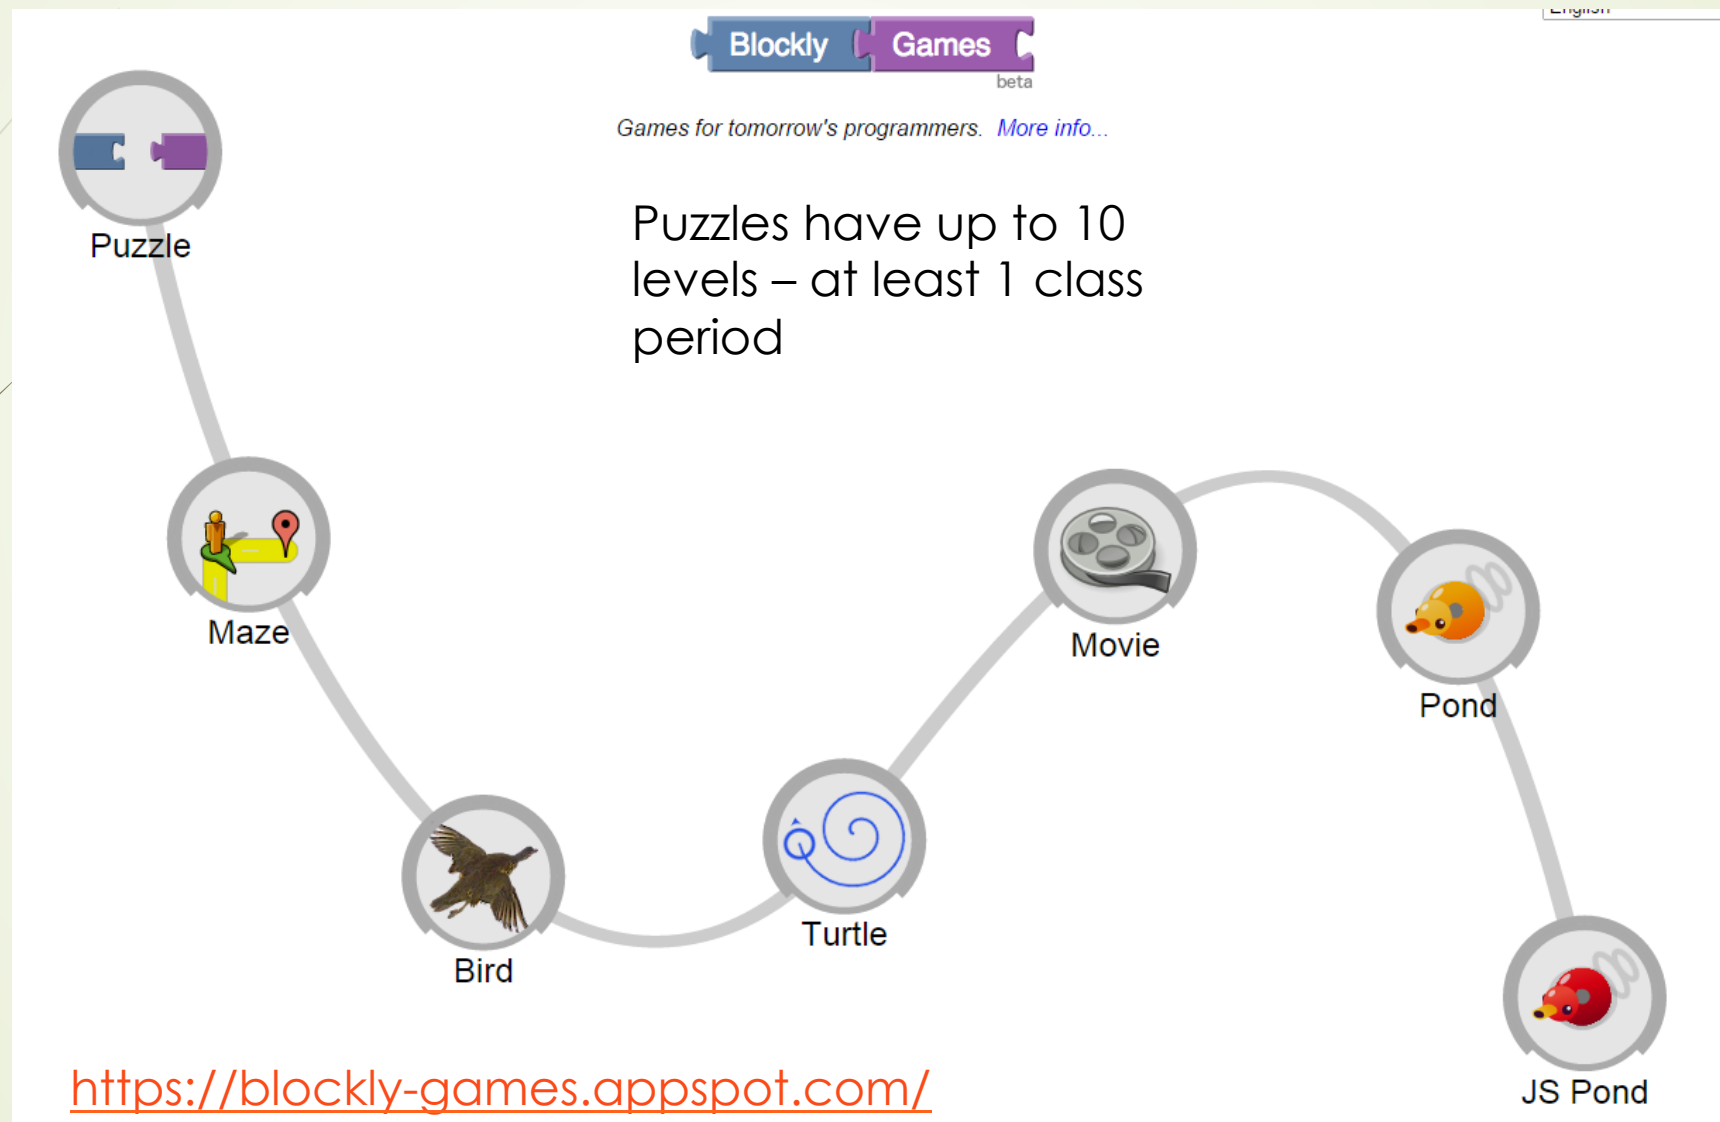 English
Blockly Games
beta
Games for tomorrow's programmers. More info...
Puzzles have up to 10
levels – at least 1 class
period
Puzzle
Maze
Bird
Turtle
Movie
Pond
JS Pond
https://blockly-games.appspot.com/